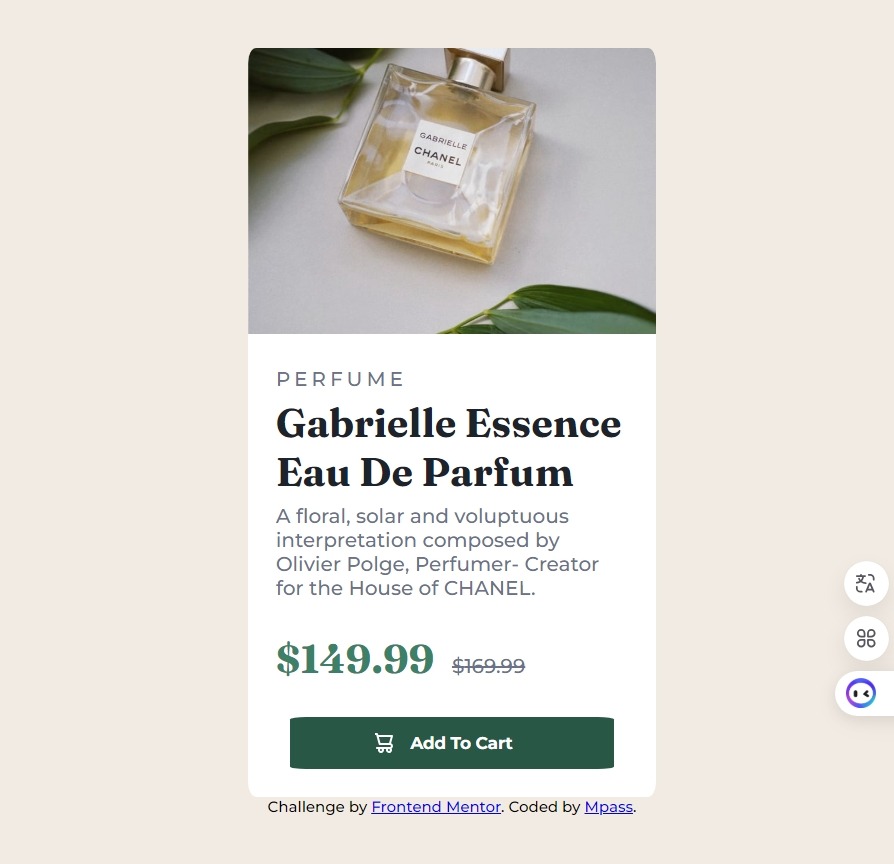 GABRIELLE
CHANEL
PARIS
PERFUME
Gabrielle Essence
Eau De Parfum
A floral, solar and voluptuous
interpretation composed by
Olivier Polge, Perfumer- Creator
for the House of CHANEL.
$149.99 $169.99
Add To Cart
Challenge by Frontend Mentor. Coded by Mpass.